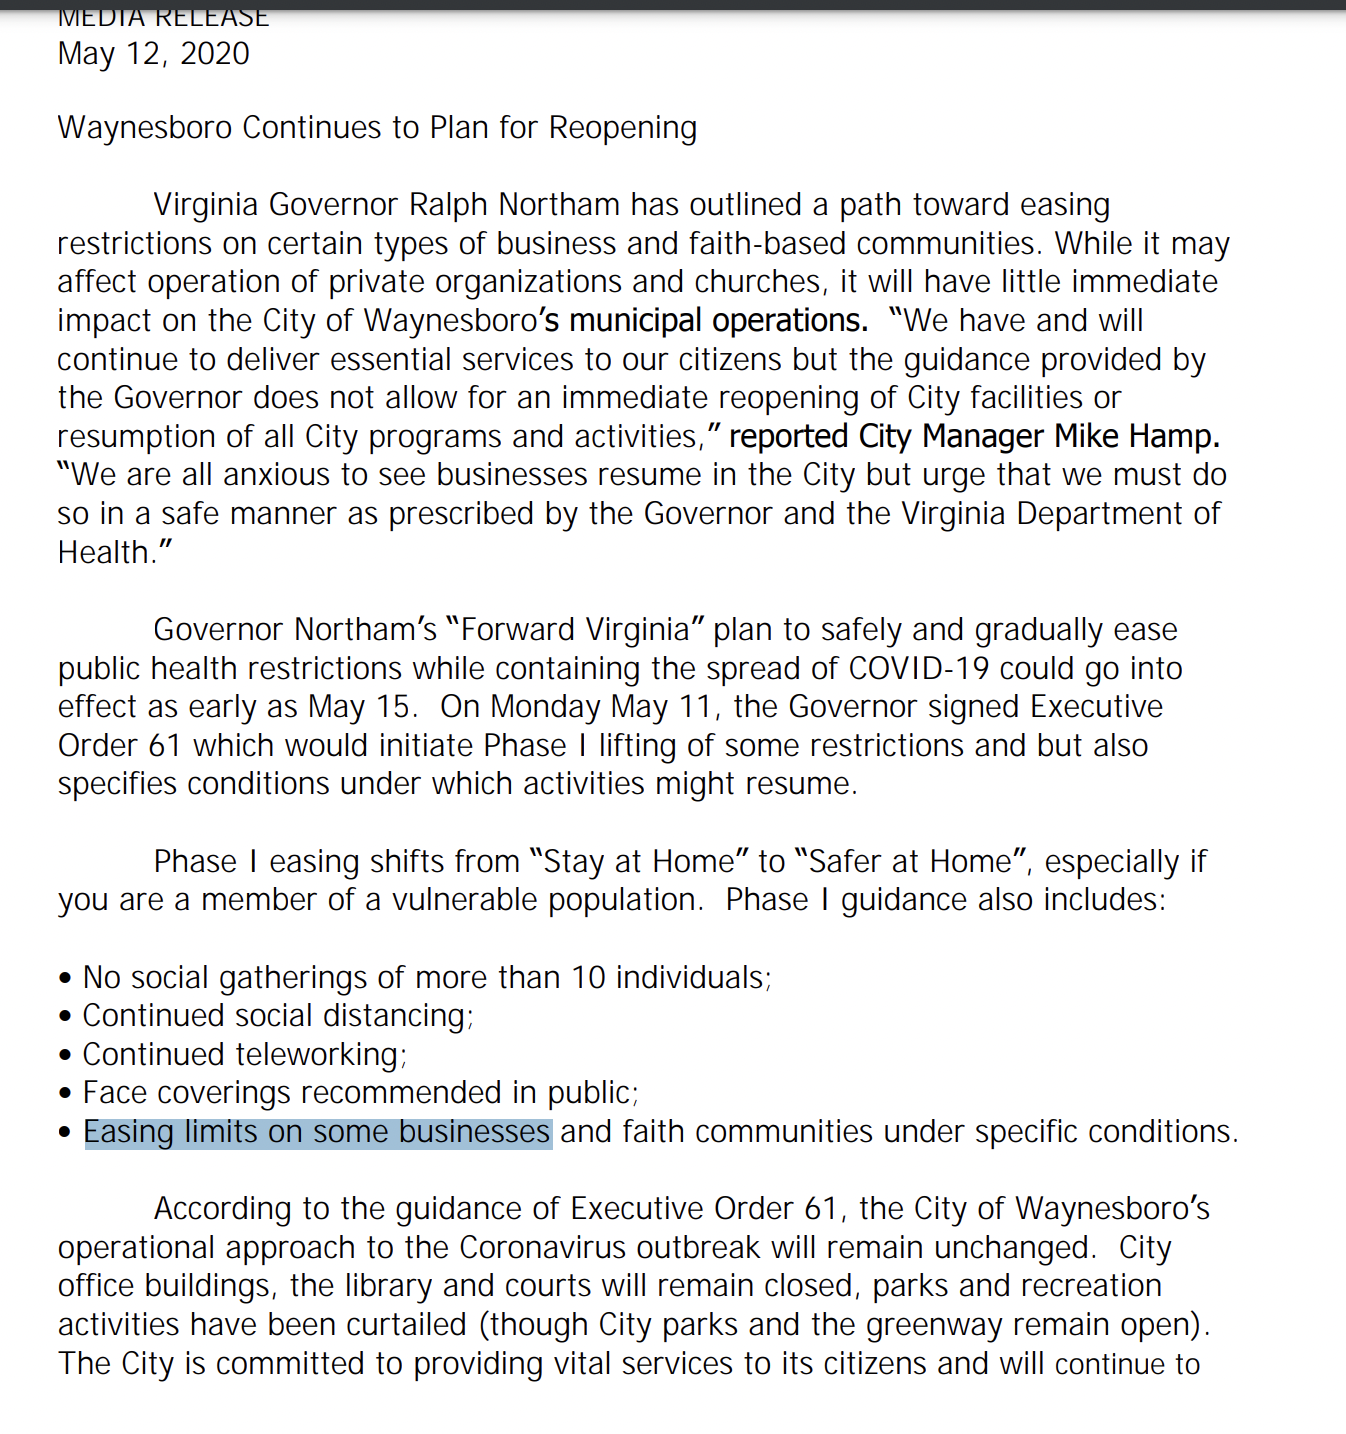 MEDIA RELEASE
May 12, 2020
Waynesboro Continues to Plan for Reopening
Virginia Governor Ralph Northam has outlined a path toward easing
restrictions on certain types of business and faith-based communities. While it may
affect operation of private organizations and churches, it will have little immediate
impact on the City of Waynesboro’s municipal operations.  “We have and will
continue to deliver essential services to our citizens but the guidance provided by
the Governor does not allow for an immediate reopening of City facilities or
resumption of all City programs and activities,” reported City Manager Mike Hamp.
“We are all anxious to see businesses resume in the City but urge that we must do
so in a safe manner as prescribed by the Governor and the Virginia Department of
Health.”
Governor Northam’s “Forward Virginia” plan to safely and gradually ease
public health restrictions while containing the spread of COVID-19 could go into
effect as early as May 15.  On Monday May 11, the Governor signed Executive
Order 61 which would initiate Phase I lifting of some restrictions and but also
specifies conditions under which activities might resume.
Phase I easing shifts from “Stay at Home” to “Safer at Home”, especially if
you are a member of a vulnerable population.  Phase I guidance also includes:
• No social gatherings of more than 10 individuals;
• Continued social distancing;
• Continued teleworking;
• Face coverings recommended in public;
• Easing limits on some businesses and faith communities under specific conditions.
According to the guidance of Executive Order 61, the City of Waynesboro’s
operational approach to the Coronavirus outbreak will remain unchanged.  City
office buildings, the library and courts will remain closed, parks and recreation
activities have been curtailed (though City parks and the greenway remain open).
The City is committed to providing vital services to its citizens and will continue to